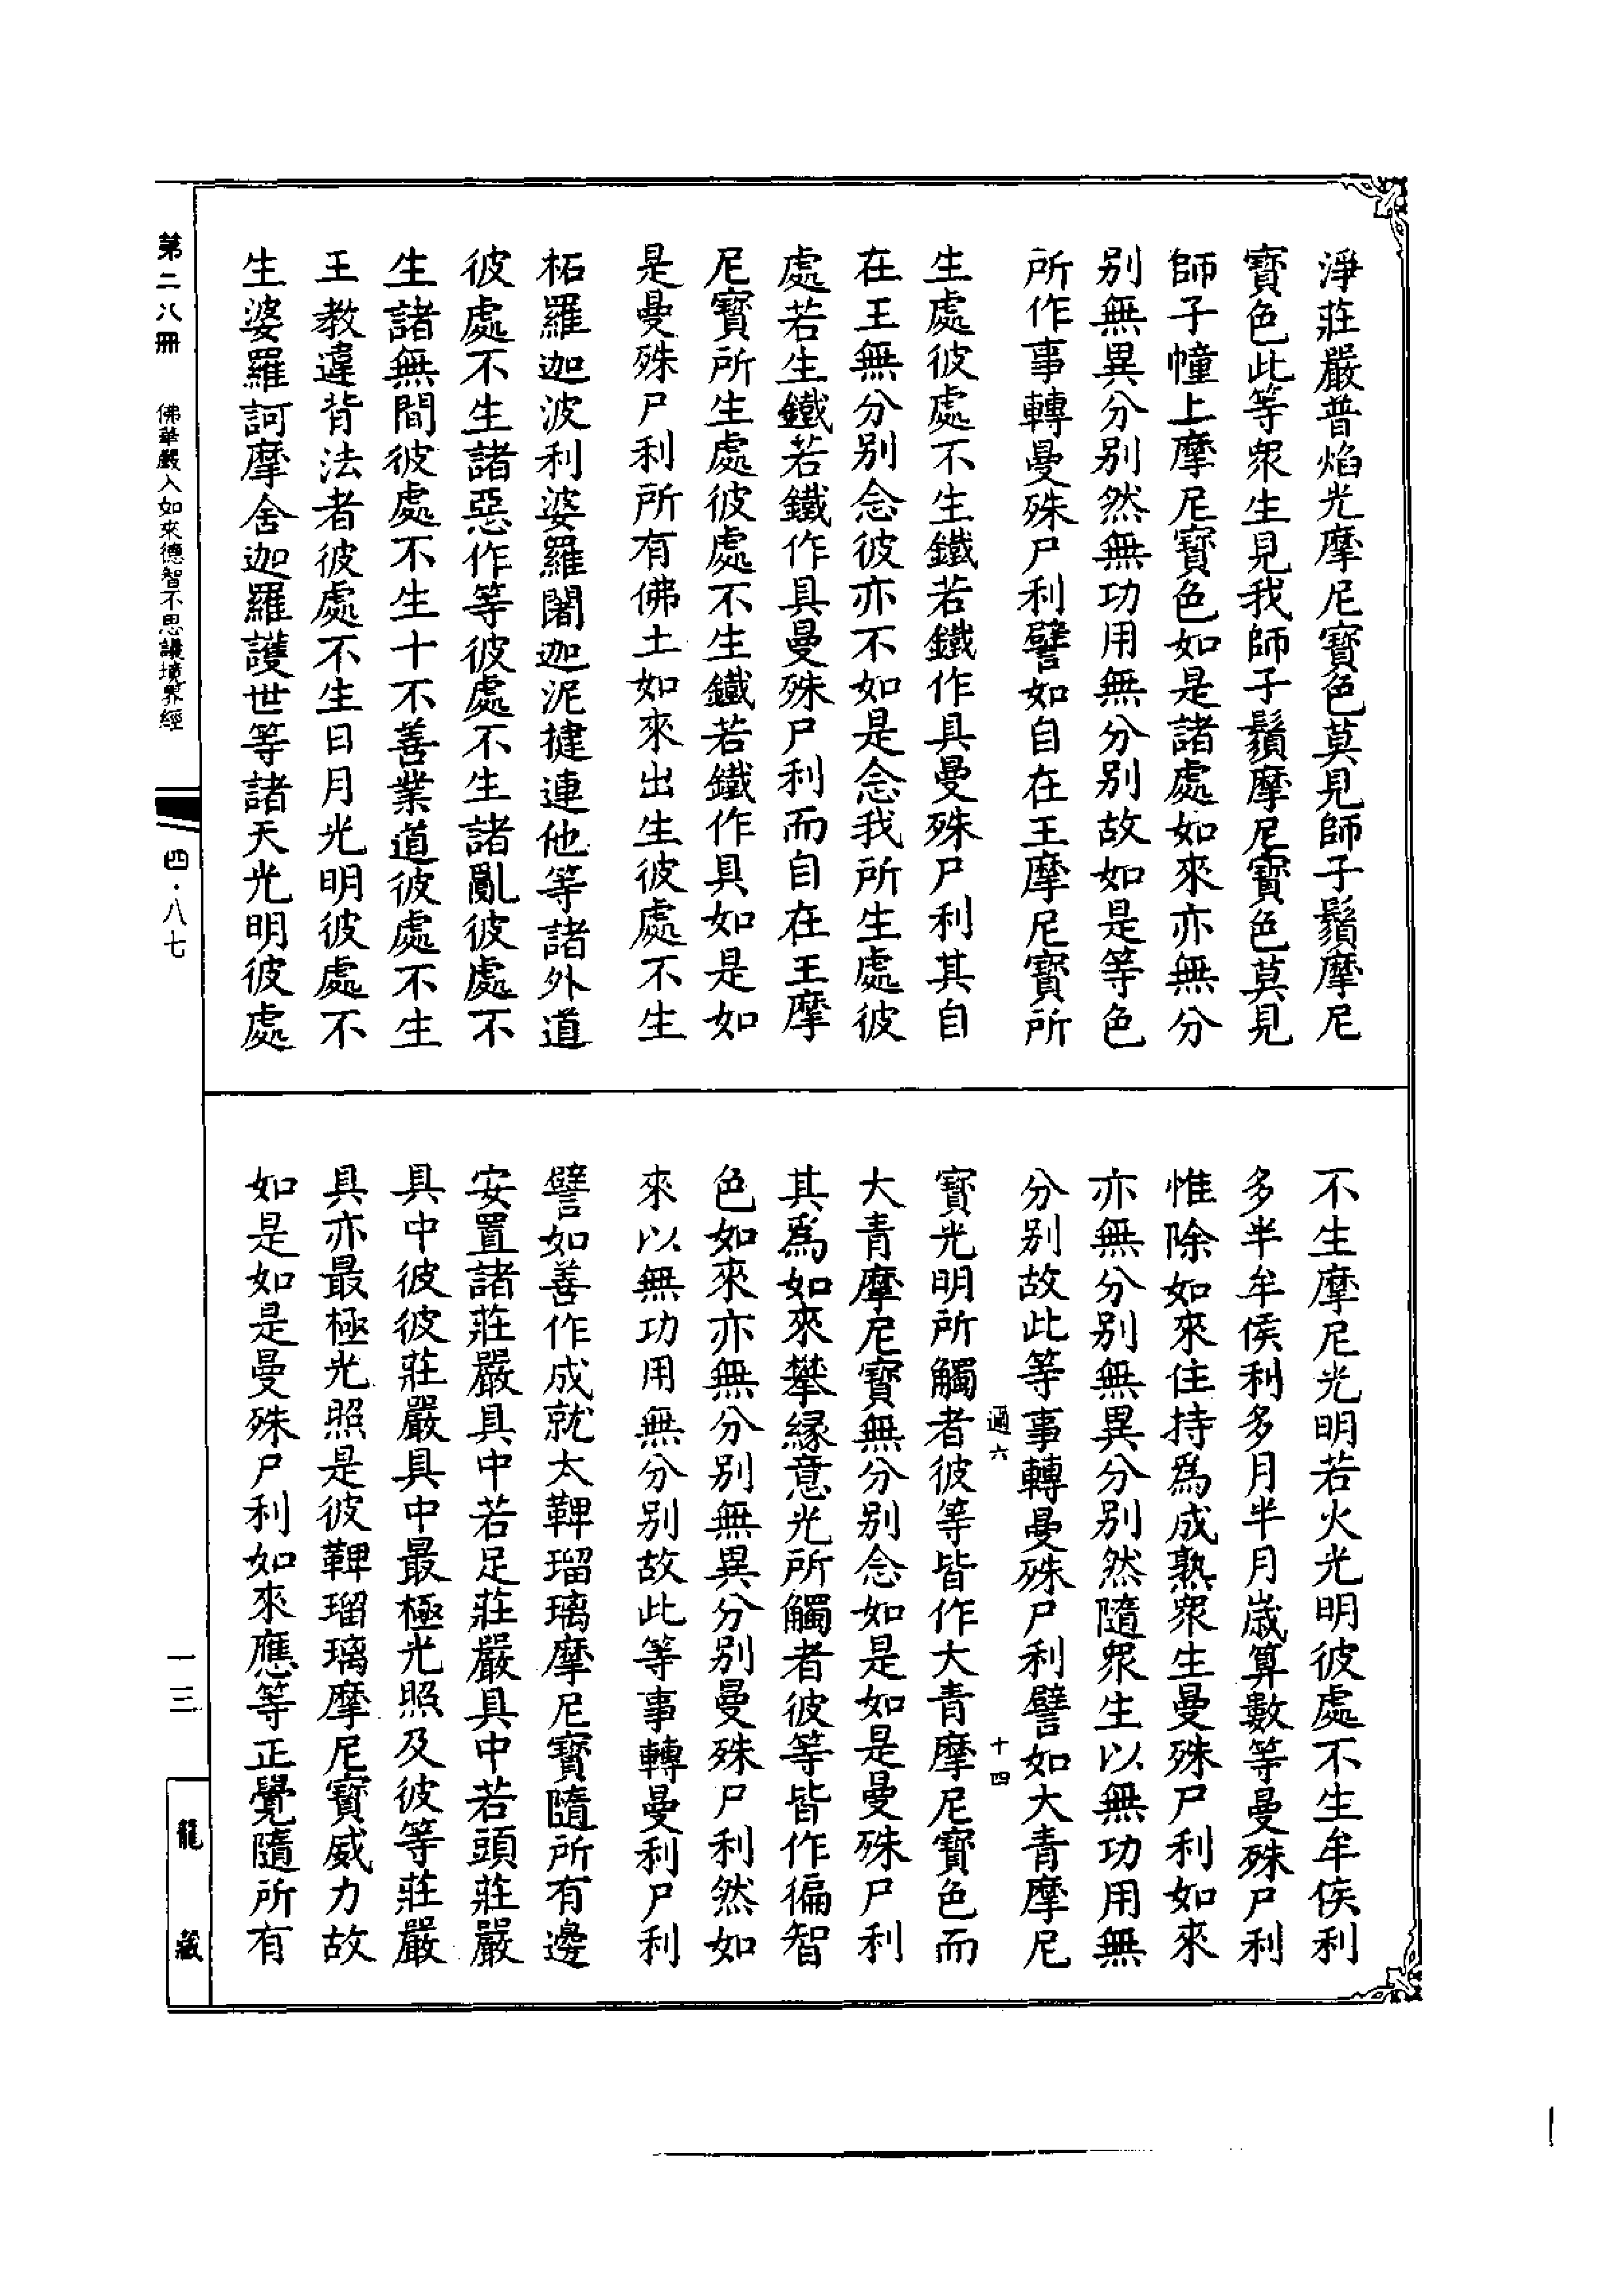 淨莊嚴普焰光摩尼寶色莫見師子鬚摩尼
寶色此等衆生見我師子鬚摩尼寶色莫見
師子幢上摩尼寶色如是諸處如來亦無分
別無異分別然無功用無分別故如是等色
所作事轉曼殊尸利譬如自在王摩尼寶所
生處彼處不生鐵若鐵作具曼殊尸利其自
在王無分別念彼亦不如是念我所生處彼
處若生鐵若鐵作具曼殊尸利而自在王摩
尼寶所生處彼處不生鐵若鐵作具如是如
是曼殊尸利所有佛土如來出生彼處不生
柘羅迦波利婆羅闍迦泥揵連他等諸外道
彼處不生諸惡作等彼處不生諸亂彼處不
生諸無間彼處不生十不善業道彼處不生
王教違背法者彼處不生日月光明彼處不
生婆羅訶摩舍迦羅護世等諸天光明彼處
不生摩尼光明若火光明彼處不生牟侯利
多半牟侯利多月半月歲算數等曼殊尸利
惟除如來住持爲成熟衆生曼殊尸利如來
亦無分別無異分別然隨衆生以無功用無
分別故此等事轉曼殊尸利譬如大青摩尼
寶光明所觸者彼等皆作大青摩尼寶色而
大青摩尼寶無分別念如是如是曼殊尸利
其爲如來攀緣意光所觸者彼等皆作徧智
色如來亦無分別無異分別曼殊尸利然如
來以無功用無分別故此等事轉曼利尸利
譬如善作成就太鞞瑠璃摩尼寶隨所有邊
安置諸莊嚴具中若足莊嚴具中若頭莊嚴
具中彼彼莊嚴具中最極光照及彼等莊嚴
具亦最極光照是彼鞞瑠璃摩尼寶威力故
如是如是曼殊尸利如來應等正覺隨所有
邇六
十四
第二八冊 佛華嚴入如來德智不思議境界經
四·八七
一三
龍藏